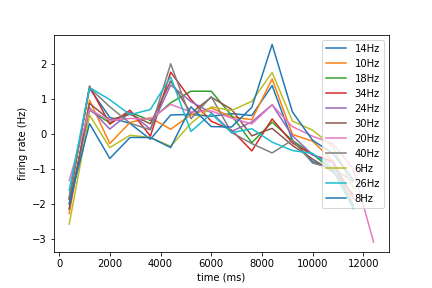 firing rate (Hz)
2
1
0
−1
−2
−3
0
2000
4000
6000
8000
10000
12000
time (ms)
14Hz
10Hz
18Hz
34Hz
24Hz
30Hz
20Hz
40Hz
6Hz
26Hz
8Hz